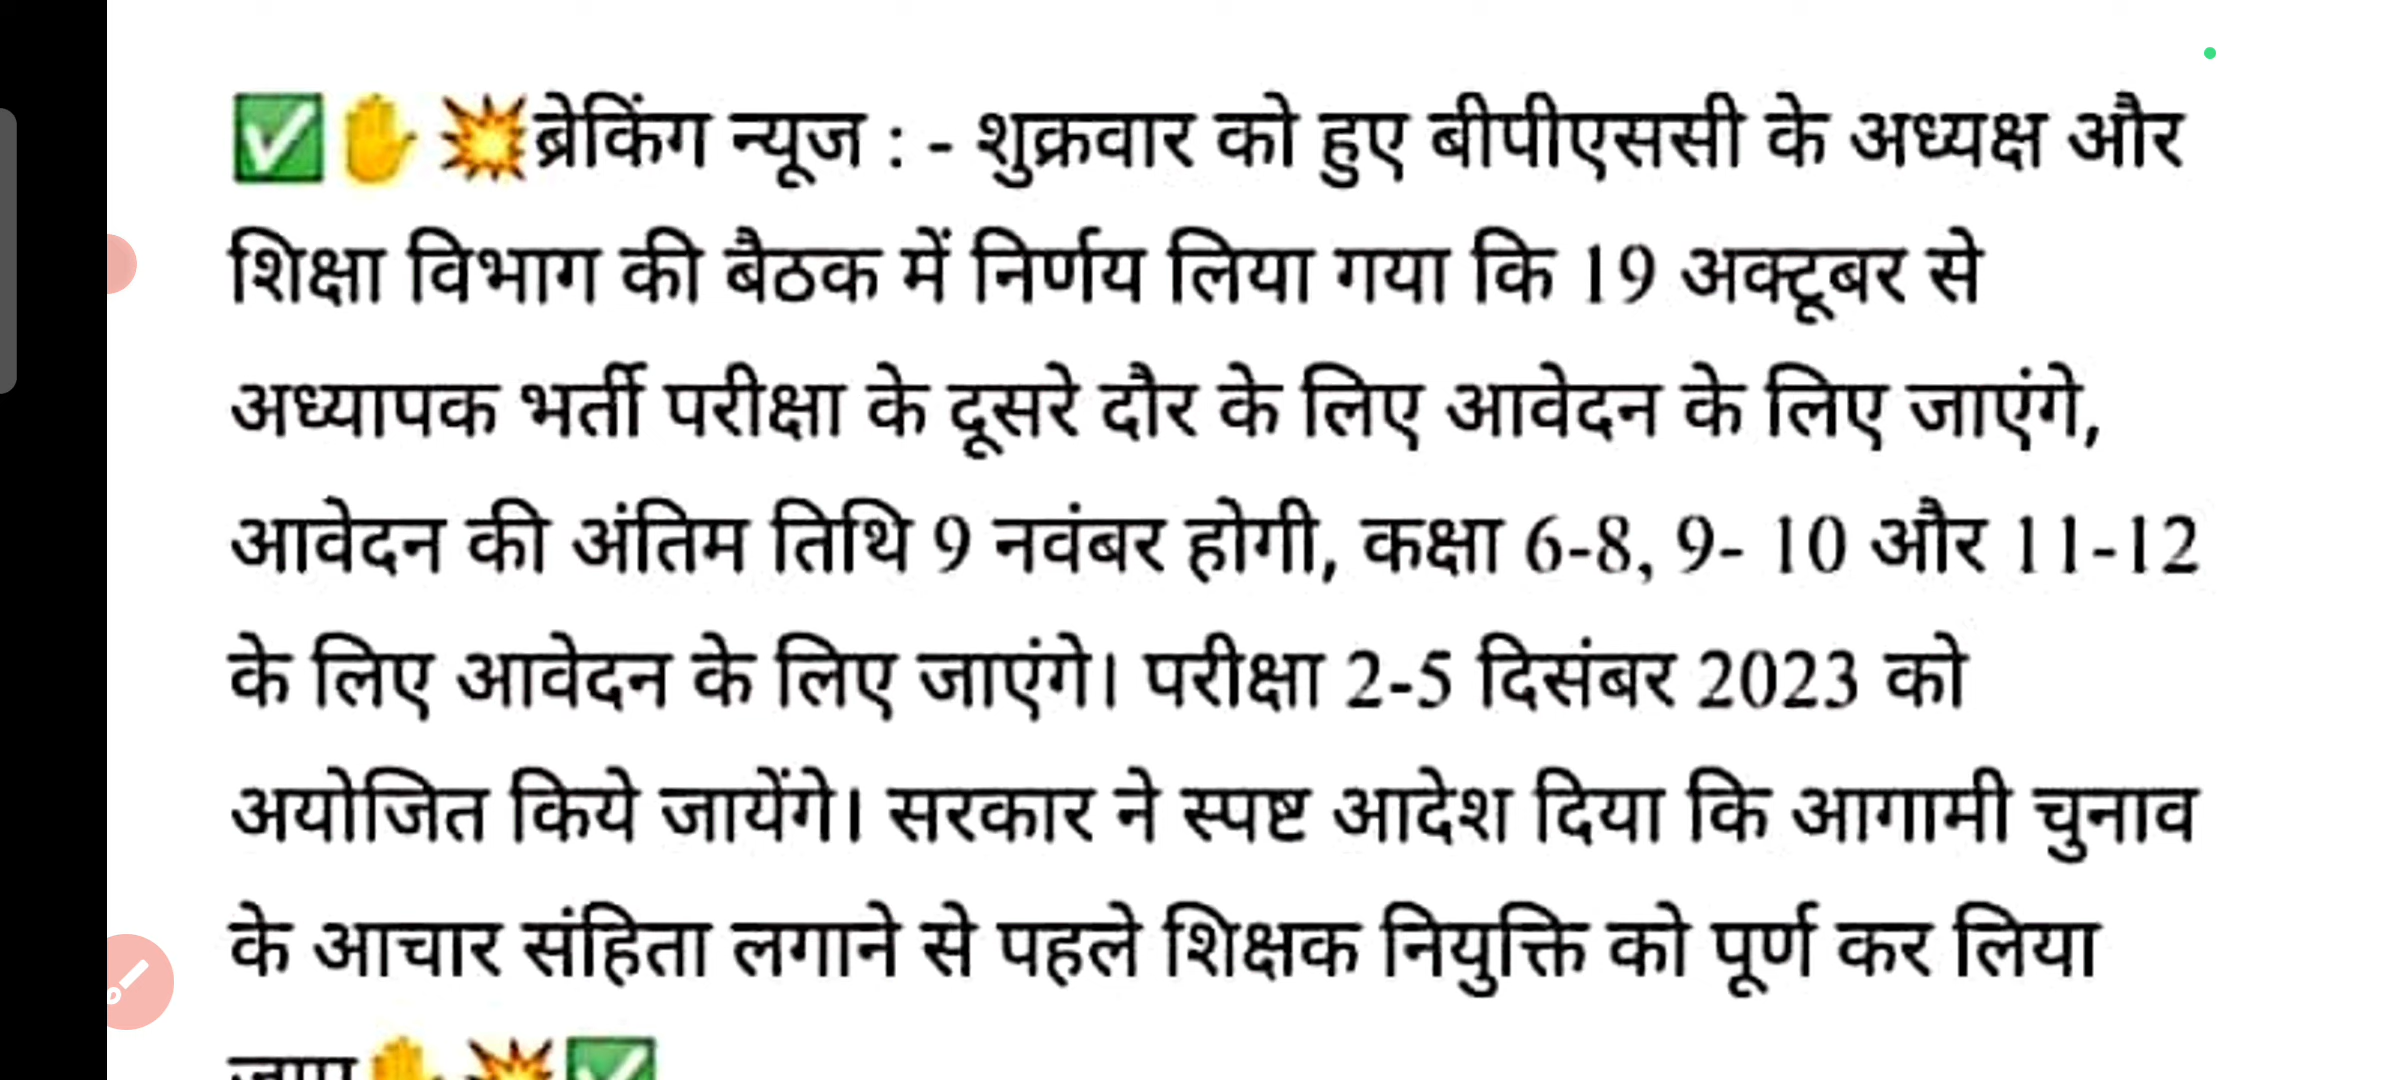 ✅✋💥ब्रेकिंग न्यूज : - शुक्रवार को हुए बीपीएससी के अध्यक्ष और
शिक्षा विभाग की बैठक में निर्णय लिया गया कि 19 अक्टूबर से
अध्यापक भर्ती परीक्षा के दूसरे दौर के लिए आवेदन के लिए जाएंगे,
आवेदन की अंतिम तिथि 9 नवंबर होगी, कक्षा 6-8, 9- 10 और 11-12
के लिए आवेदन के लिए जाएंगे। परीक्षा 2-5 दिसंबर 2023 को
अयोजित किये जायेंगे। सरकार ने स्पष्ट आदेश दिया कि आगामी चुनाव
के आचार संहिता लगाने से पहले शिक्षक नियुक्ति को पूर्ण कर लिया
✋💥✅